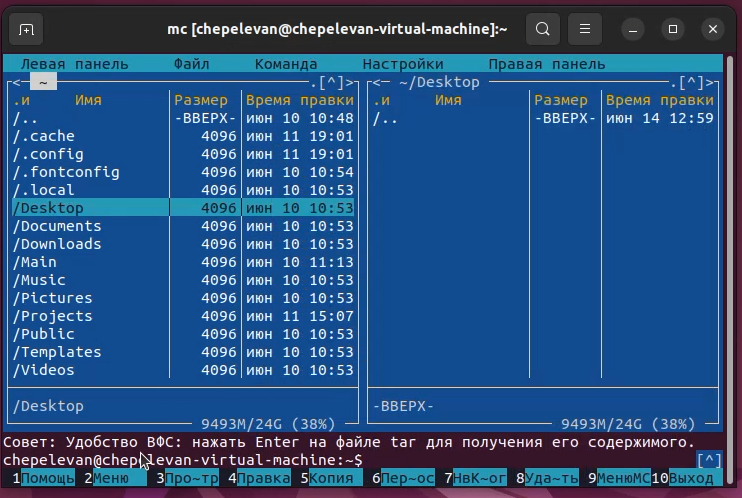 mc [chepelevan@chepelevan-virtual-machine]:~
Левая панель Файл Команда Настройки Правая панель
<─ ~ ─.[^]> <─ ~/Desktop ─.[^]>
.и Имя Размер Время правки .и Имя Размер Время правки
/.. -ВВЕРХ- июн 10 10:48 /.. -ВВЕРХ- июн 14 12:59
/.cache 4096 июн 11 19:01
/.config 4096 июн 11 19:01
/.fontconfig 4096 июн 10 10:54
/.local 4096 июн 10 10:53
/Desktop 4096 июн 10 10:53
/Documents 4096 июн 10 10:53
/Downloads 4096 июн 10 10:53
/Main 4096 июн 10 11:13
/Music 4096 июн 10 10:53
/Pictures 4096 июн 10 10:53
/Projects 4096 июн 11 15:07
/Public 4096 июн 10 10:53
/Templates 4096 июн 10 10:53
/Videos 4096 июн 10 10:53
/Desktop -ВВЕРХ-
9493M/24G (38%) 9493M/24G (38%)
Совет: Удобство ВФС: нажать Enter на файле tar для получения его содержимого.
chepelevan@chepelevan-virtual-machine:~$ [^]
1Помощь 2Меню 3Про~тр 4Правка 5Копия 6Пер~ос 7НвК~ог 8Уда~ть 9МенюMC 10Выход